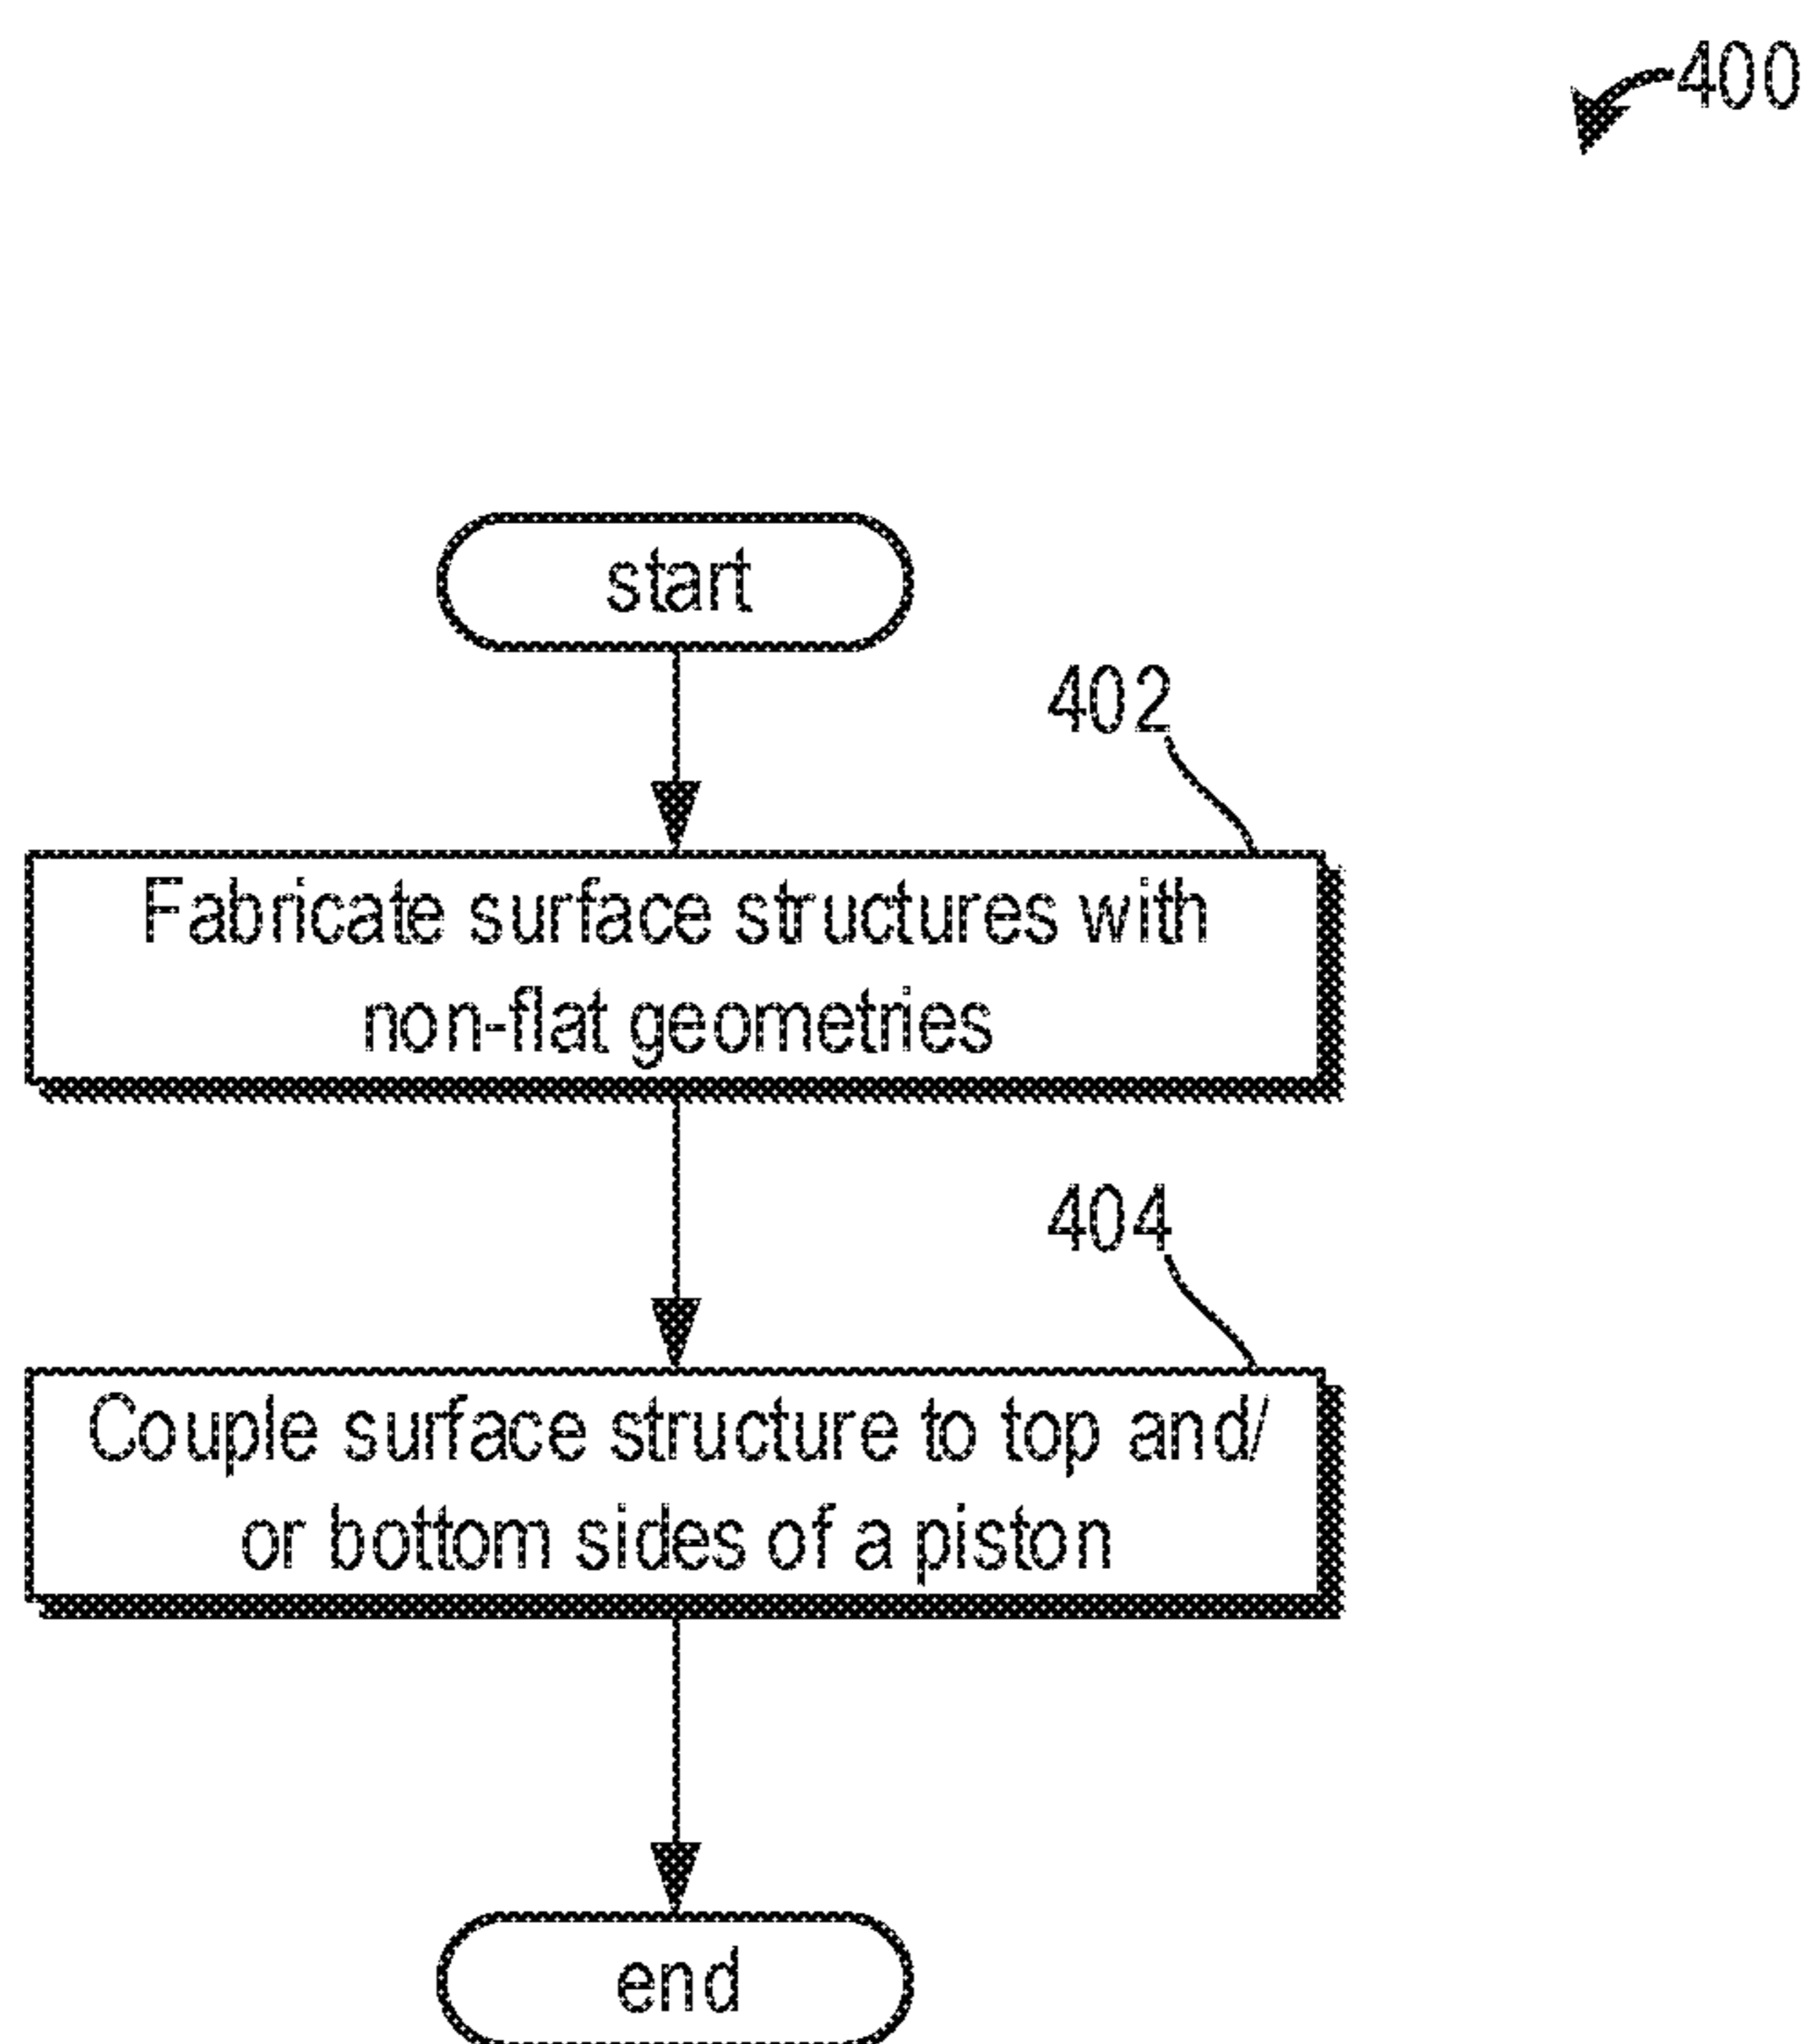 400
start
402
Fabricate surface structures with
non-flat geometries
404
Couple surface structure to top and/
or bottom sides of a piston
end